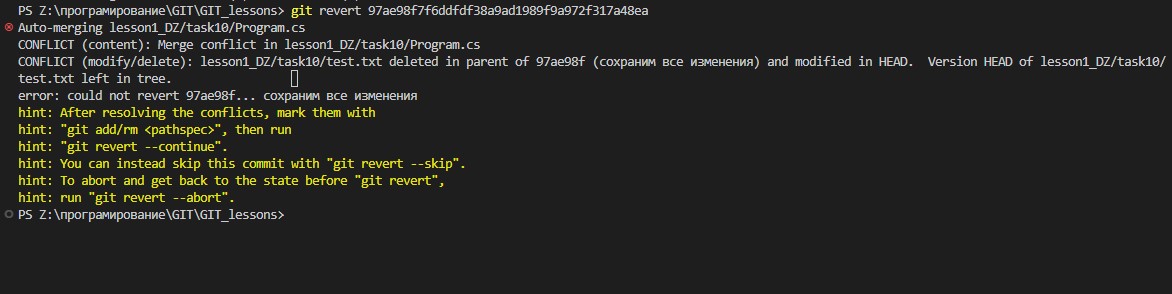 PS Z:\програмирование\GIT\GIT_lessons> git revert 97ae98f7f6ddfdf38a9ad1989f9a972f317a48ea
Auto-merging lesson1_DZ/task10/Program.cs
CONFLICT (content): Merge conflict in lesson1_DZ/task10/Program.cs
CONFLICT (modify/delete): lesson1_DZ/task10/test.txt deleted in parent of 97ae98f (сохраним все изменения) and modified in HEAD.  Version HEAD of lesson1_DZ/task10/
test.txt left in tree.
error: could not revert 97ae98f... сохраним все изменения
hint: After resolving the conflicts, mark them with
hint: "git add/rm <pathspec>", then run
hint: "git revert --continue".
hint: You can instead skip this commit with "git revert --skip".
hint: To abort and get back to the state before "git revert",
hint: run "git revert --abort".
PS Z:\програмирование\GIT\GIT_lessons>